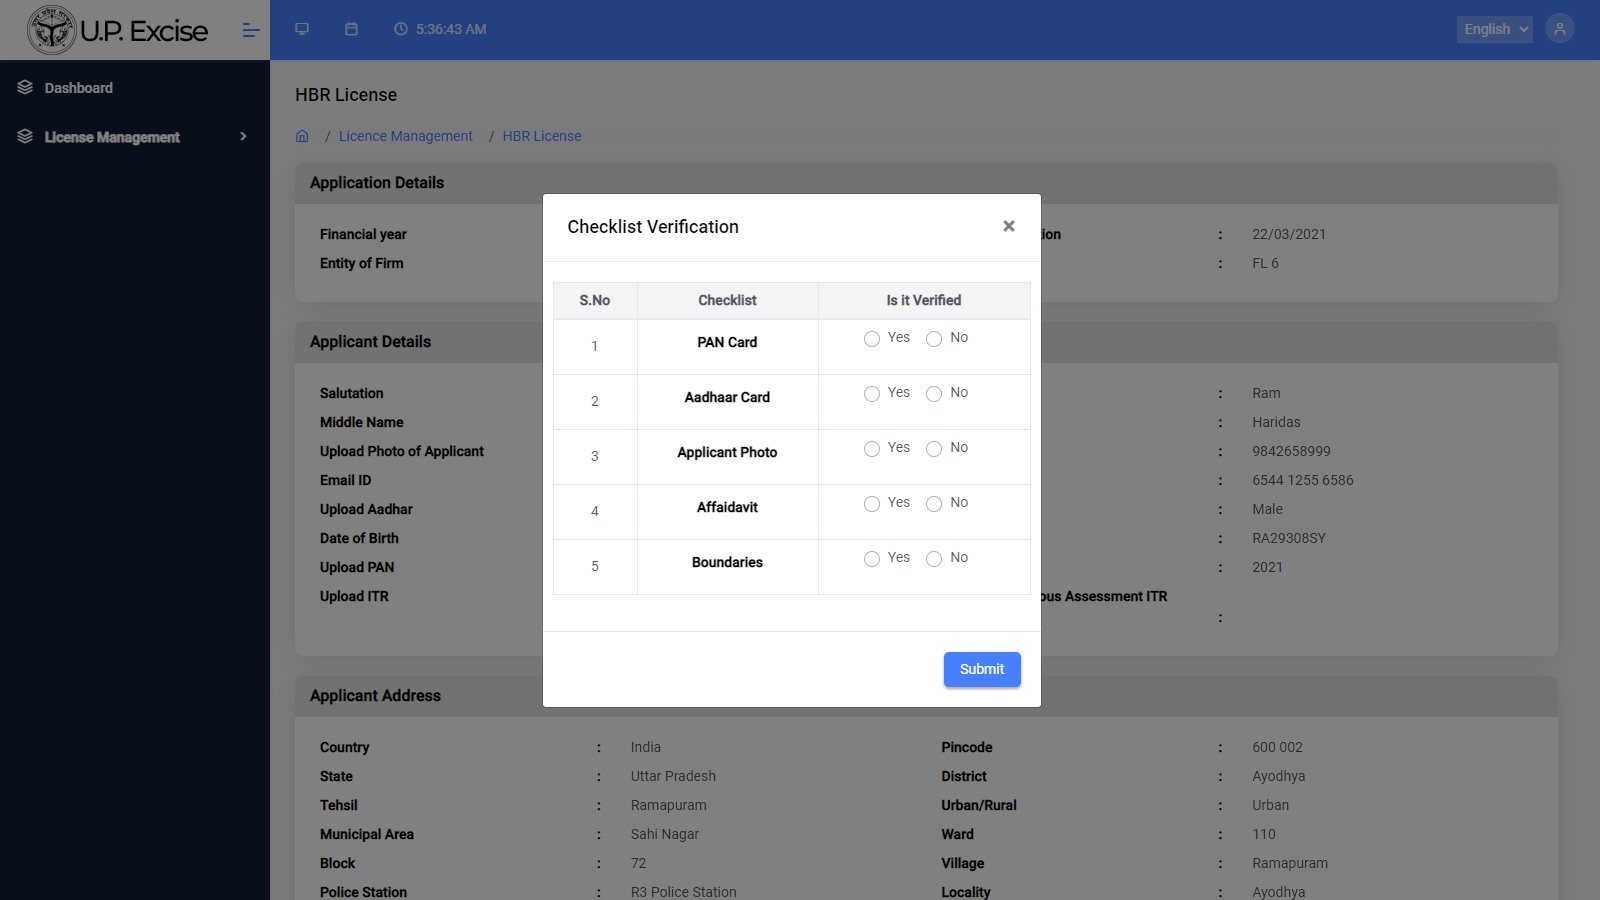 U.P. Excise
5:36:43 AM
English
Dashboard
License Management
HBR License
/ Licence Management / HBR License
Application Details
Financial year
ion : 22/03/2021
Entity of Firm
: FL 6
Checklist Verification
×
S.No Checklist Is it Verified
1 PAN Card Yes No
2 Aadhaar Card Yes No
3 Applicant Photo Yes No
4 Affaidavit Yes No
5 Boundaries Yes No
Submit
Applicant Details
Salutation : Ram
Middle Name : Haridas
Upload Photo of Applicant : 9842658999
Email ID : 6544 1255 6586
Upload Aadhar : Male
Date of Birth : RA29308SY
Upload PAN : 2021
Upload ITR ous Assessment ITR
:
Applicant Address
Country : India Pincode : 600 002
State : Uttar Pradesh District : Ayodhya
Tehsil : Ramapuram Urban/Rural : Urban
Municipal Area : Sahi Nagar Ward : 110
Block : 72 Village : Ramapuram
Police Station : R3 Police Station Locality : Ayodhya